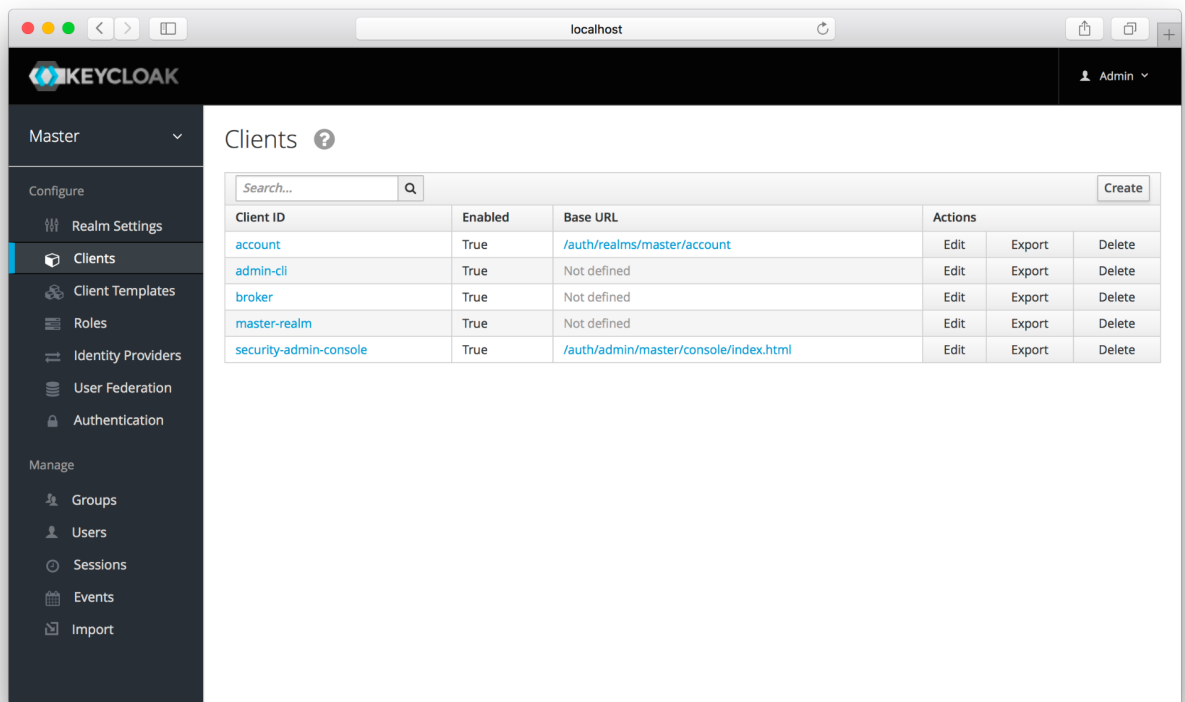 localhost
KEYCLOAK
Admin
Master
Configure
Realm Settings
Clients
Client Templates
Roles
Identity Providers
User Federation
Authentication
Manage
Groups
Users
Sessions
Events
Import
Clients ?
Search...
Create
Client ID Enabled Base URL Actions
account True /auth/realms/master/account Edit Export Delete
admin-cli True Not defined Edit Export Delete
broker True Not defined Edit Export Delete
master-realm True Not defined Edit Export Delete
security-admin-console True /auth/admin/master/console/index.html Edit Export Delete